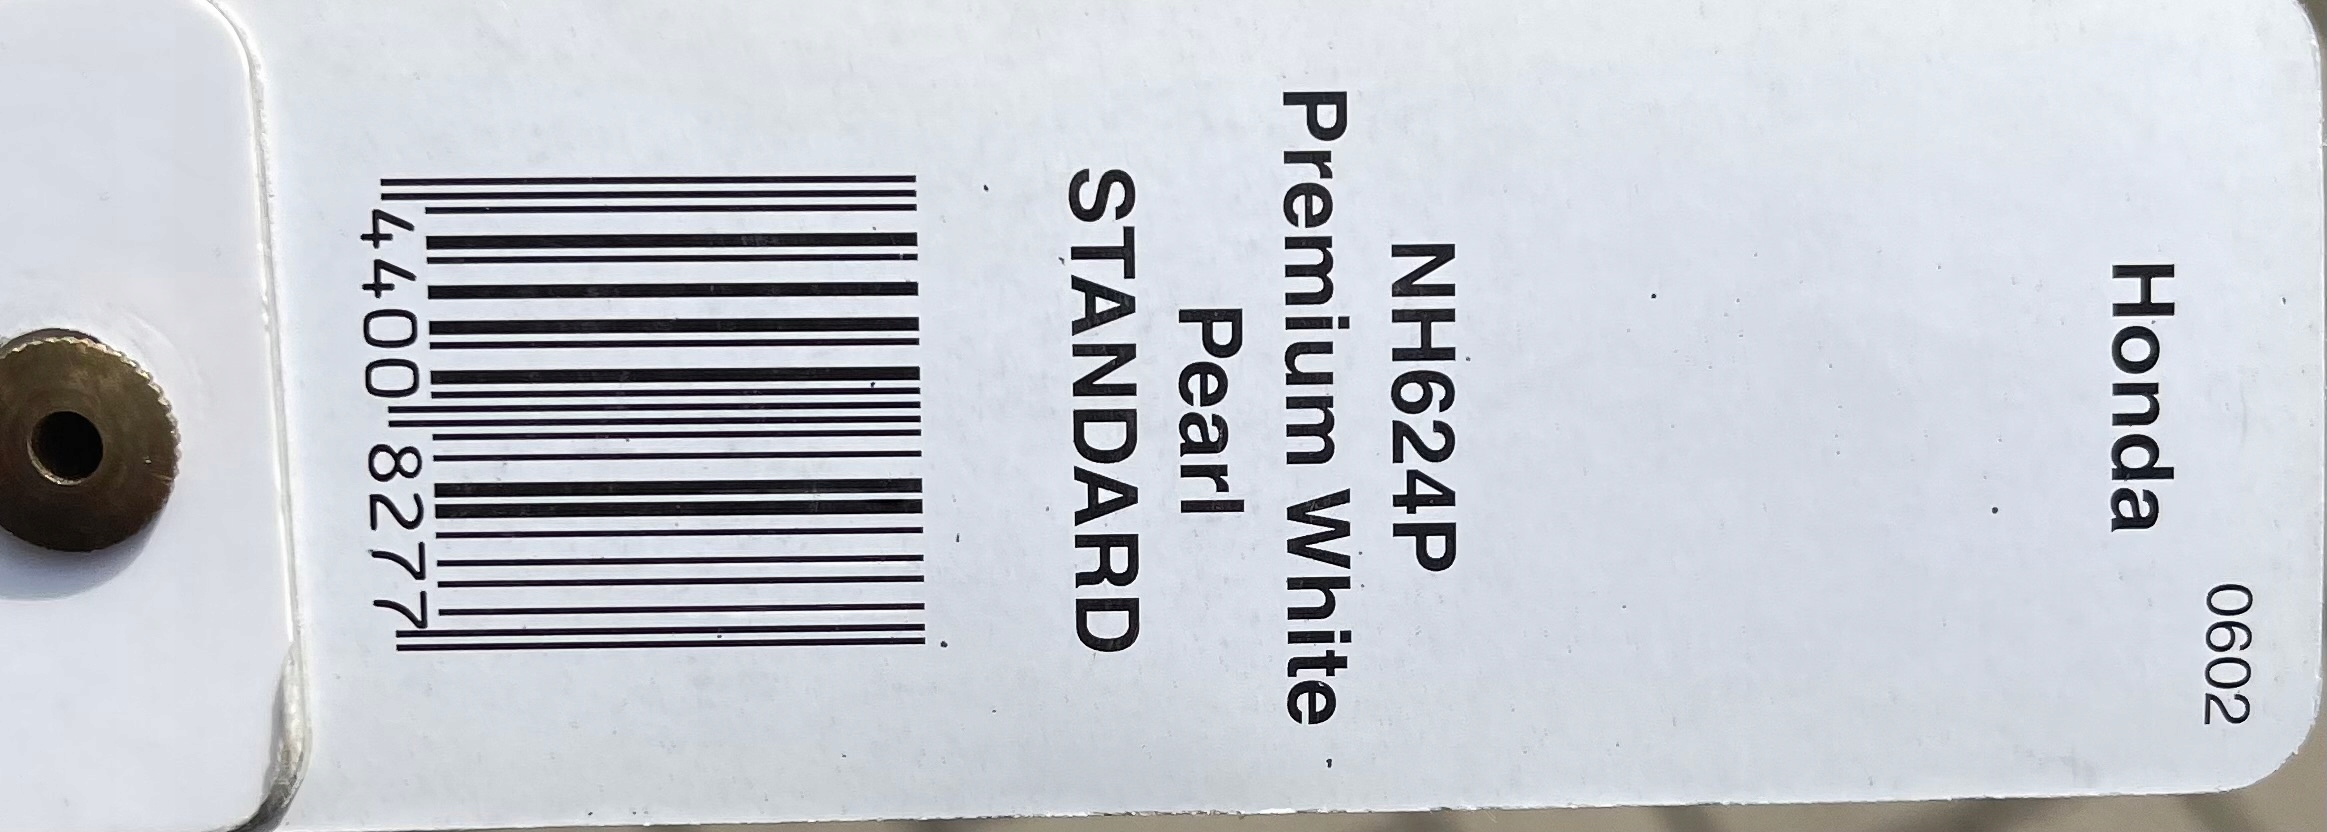 0602
Honda
NH624P
Premium White
Pearl
STANDARD
4400 8277